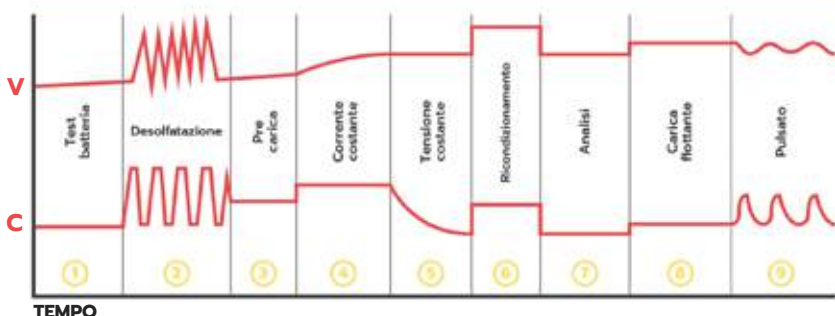 V
C
Test
batteria
Desolfatazione
Pre
carica
Corrente
costante
Tensione
costante
Ricondizionamento
Analisi
Carica
flottante
Pulsato
1
2
3
4
5
6
7
8
9
TEMPO